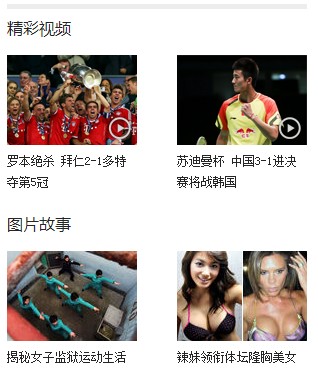 精彩视频
罗本绝杀 拜仁2-1多特
夺第5冠
苏迪曼杯 中国3-1进决
赛将战韩国
图片故事
揭秘女子监狱运动生活
辣妹领衔体坛隆胸美女